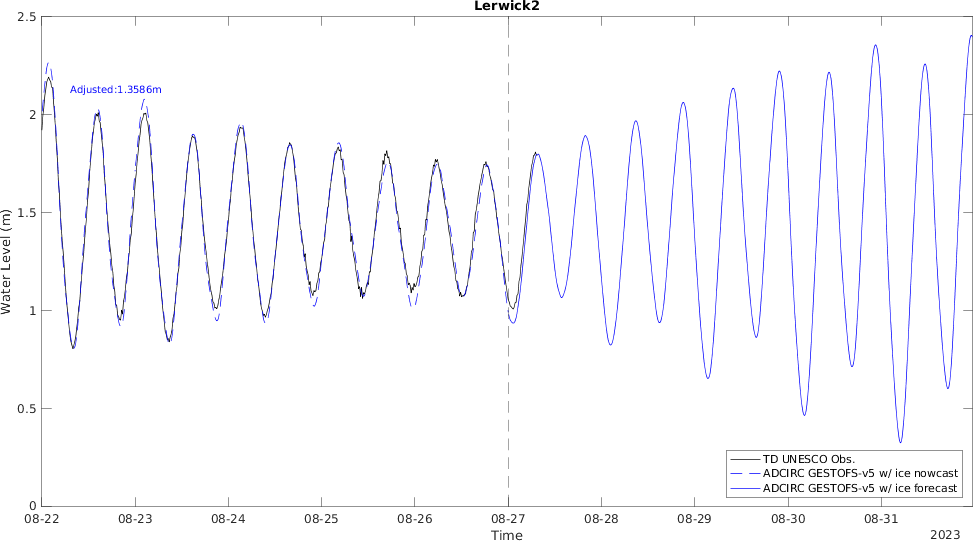 Lerwick2
2.5
Adjusted:1.3586m
2
1.5
Water Level (m)
1
0.5
TD UNESCO Obs.
ADCIRC GESTOFS-v5 w/ ice nowcast
ADCIRC GESTOFS-v5 w/ ice forecast
0
08-22 08-23 08-24 08-25 08-26 08-27 08-28 08-29 08-30 08-31
Time
2023